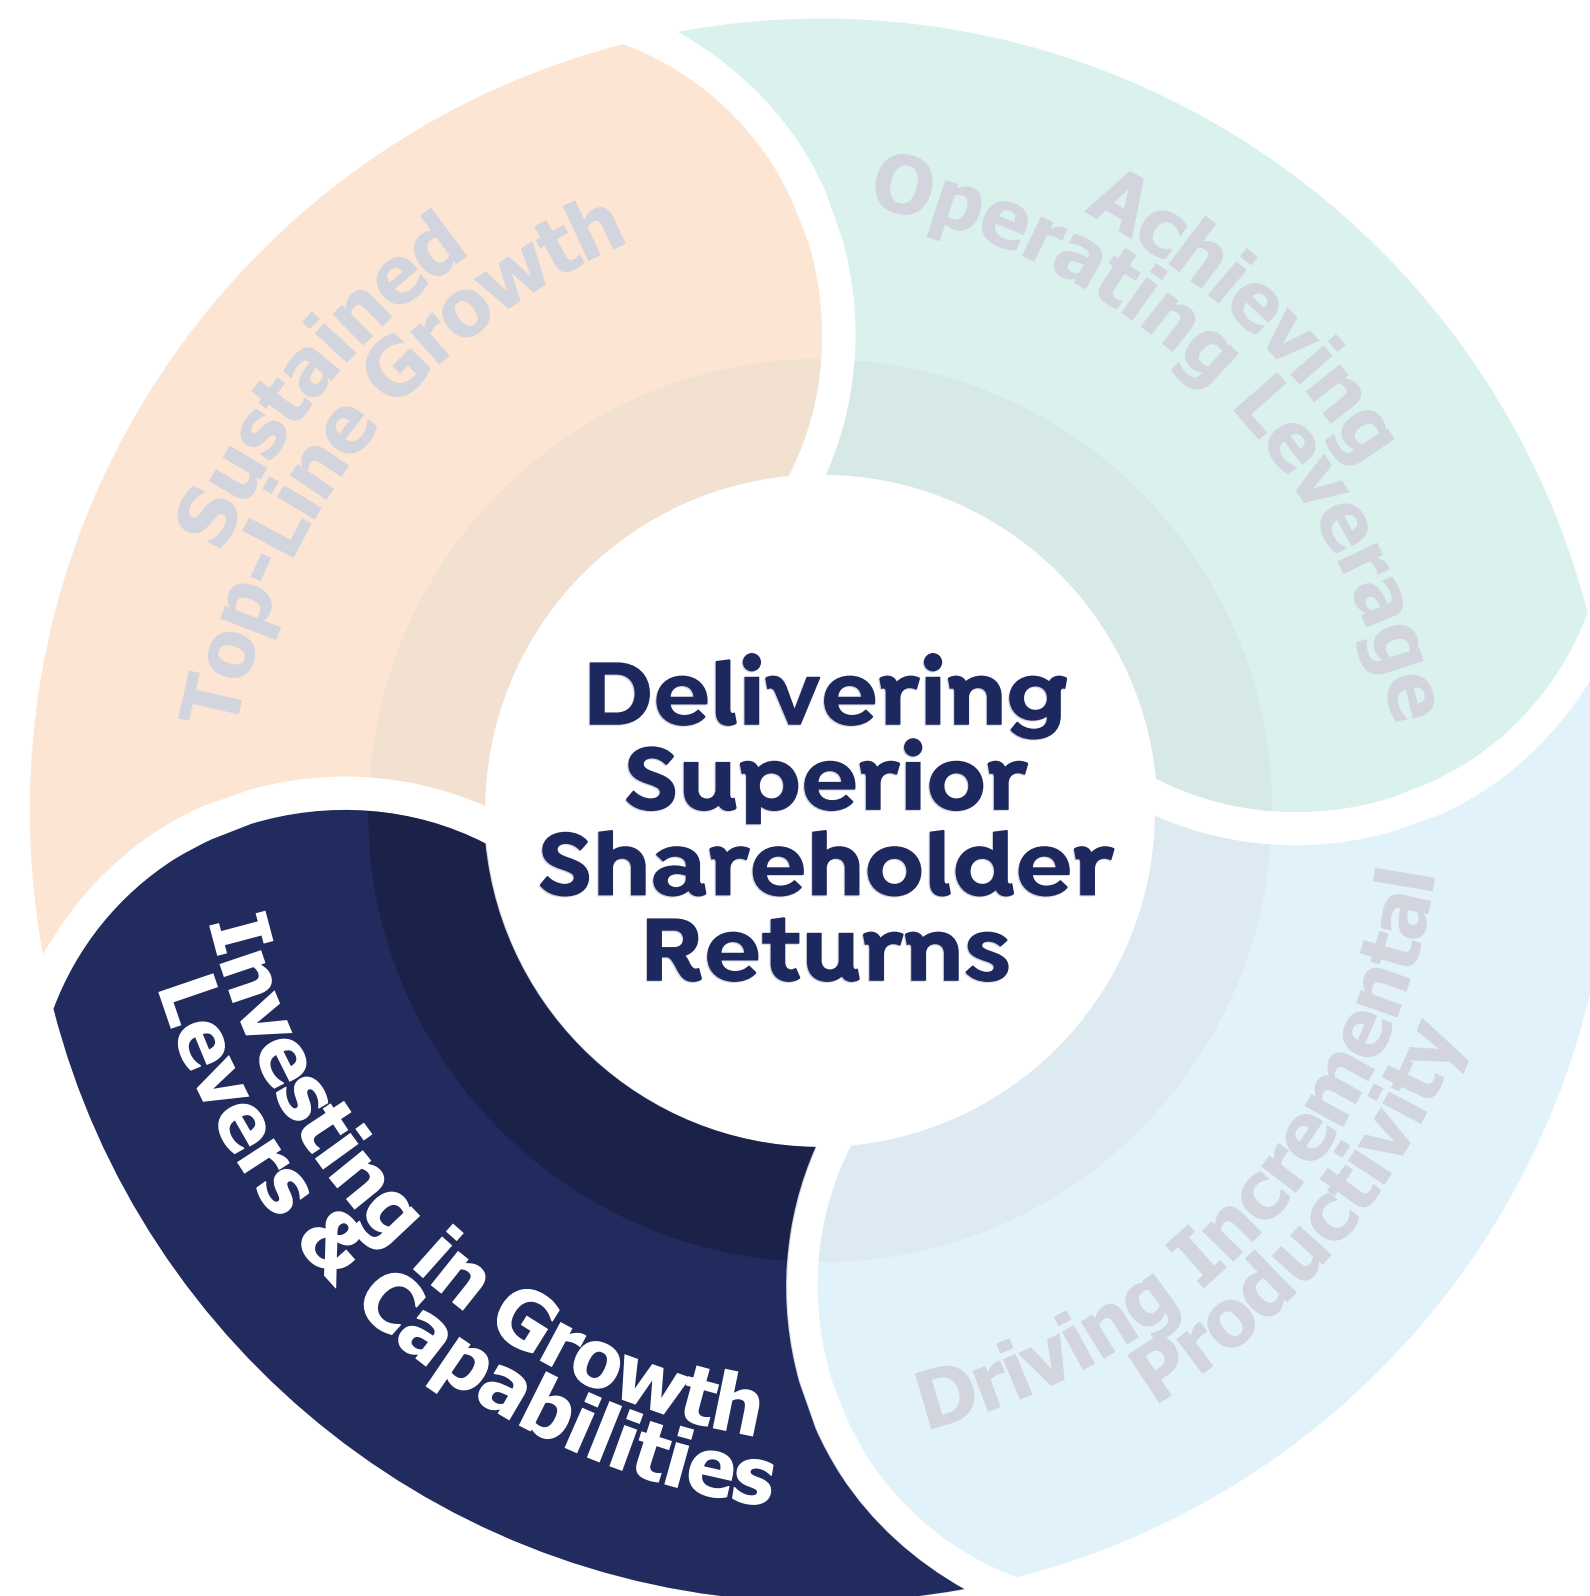 Sustained
Top-Line Growth
Achieving
Operating Leverage
Delivering
Superior
Shareholder
Returns
Investing in Growth
Levers & Capabilities
Driving Incremental
Productivity